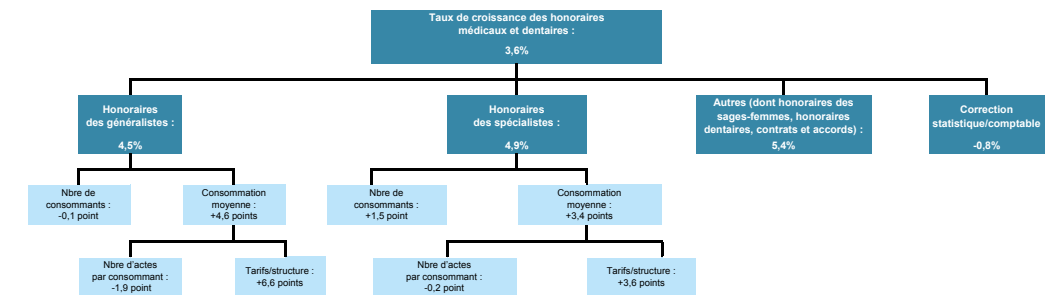 Taux de croissance des honoraires
médicaux et dentaires :
3,6%
Honoraires
des généralistes :
4,5%
Honoraires
des spécialistes :
4,9%
Autres (dont honoraires des
sages-femmes, honoraires
dentaires, contrats et accords) :
5,4%
Correction
statistique/comptable
-0,8%
Nbre de
consommants :
-0,1 point
Consommation
moyenne :
+4,6 points
Nbre de
consommants :
+1,5 point
Consommation
moyenne :
+3,4 points
Nbre d'actes
par consommant :
-1,9 point
Tarifs/structure :
+6,6 points
Nbre d'actes
par consommant :
-0,2 point
Tarifs/structure :
+3,6 points